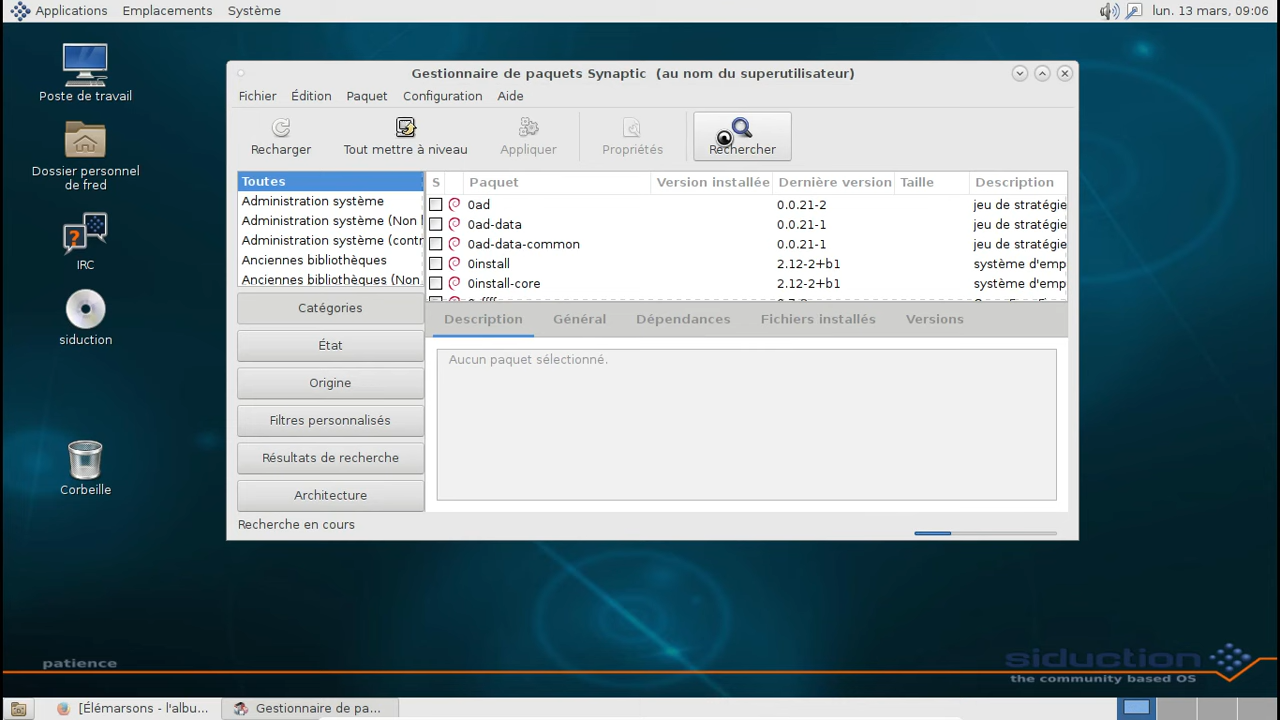 Applications Emplacements Système lun. 13 mars, 09:06
Poste de travail
Dossier personnel
de fred
IRC
siduction
Corbeille
Gestionnaire de paquets Synaptic (au nom du superutilisateur)
Fichier Édition Paquet Configuration Aide
Recharger Tout mettre à niveau Appliquer Propriétés Rechercher
Toutes
Administration système
Administration système (Non l
Administration système (contr
Anciennes bibliothèques
Anciennes bibliothèques (Non
Catégories
État
Origine
Filtres personnalisés
Résultats de recherche
Architecture
S Paquet Version installée Dernière version Taille Description
0ad 0.0.21-2 jeu de stratégie
0ad-data 0.0.21-1 jeu de stratégie
0ad-data-common 0.0.21-1 jeu de stratégie
0install 2.12-2+b1 système d'emp
0install-core 2.12-2+b1 système d'emp
Description Général Dépendances Fichiers installés Versions
Aucun paquet sélectionné.
Recherche en cours
patience
siduction
the community based OS
[Élémarsons - l'albu... Gestionnaire de pa...